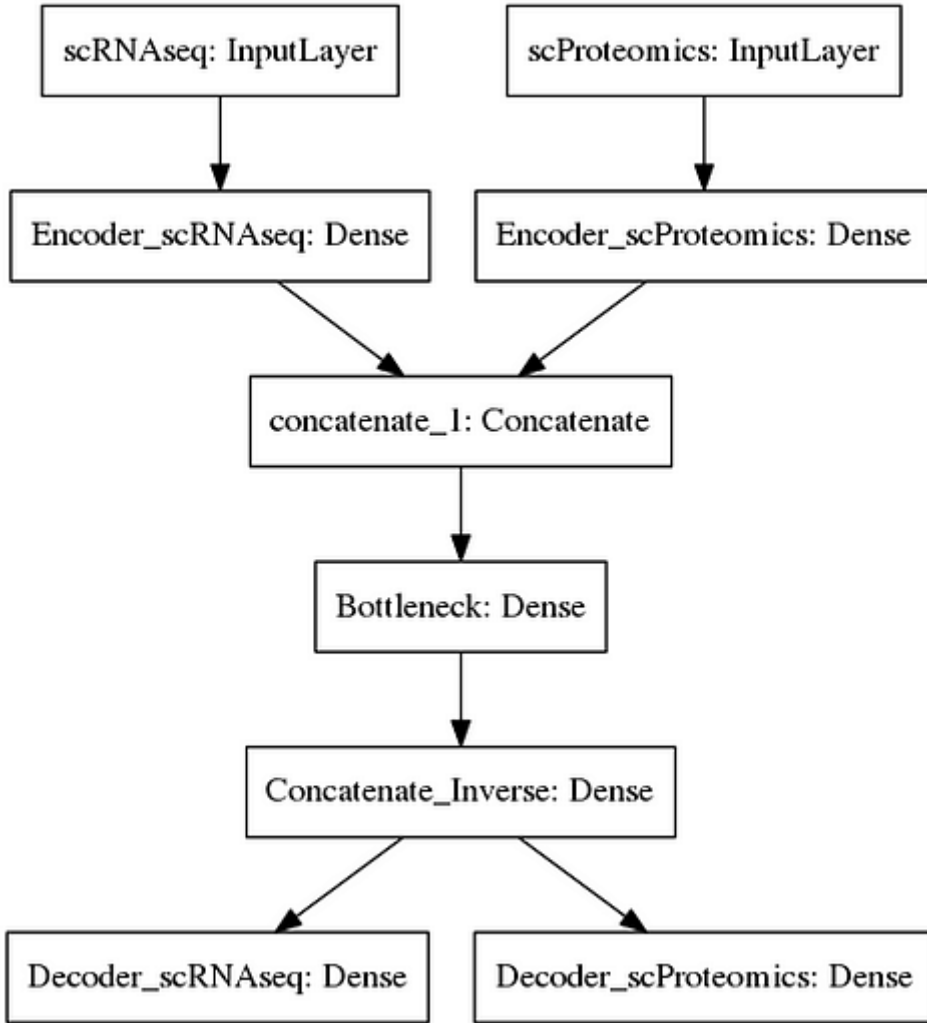 scRNAseq: InputLayer
scProteomics: InputLayer
Encoder_scRNAseq: Dense
Encoder_scProteomics: Dense
concatenate_1: Concatenate
Bottleneck: Dense
Concatenate_Inverse: Dense
Decoder_scRNAseq: Dense
Decoder_scProteomics: Dense